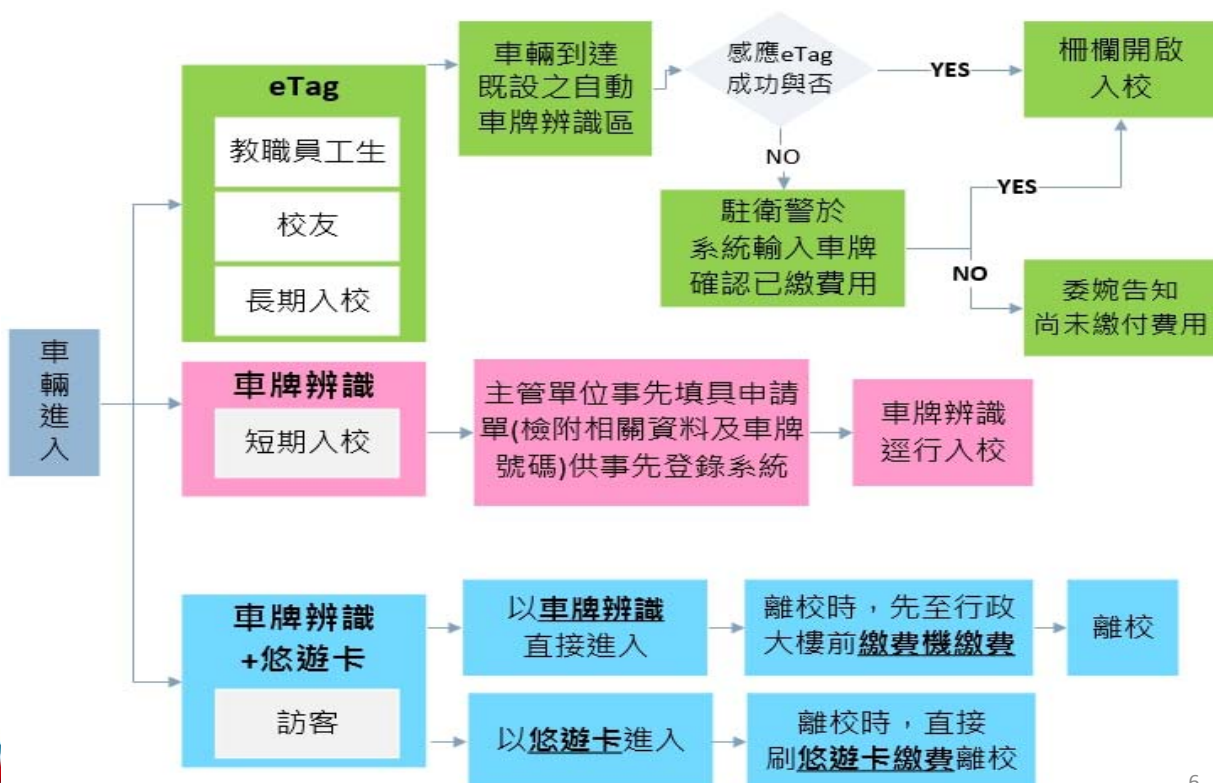 車
輛
進
入
eTag
教職員工生
校友
長期入校
車輛到達
既設之自動
車牌辨識區
感應eTag
成功與否
YES
柵欄開啟
入校
NO
駐衛警於
系統輸入車牌
確認已繳費用
YES
NO
委婉告知
尚未繳付費用
車牌辨識
短期入校
主管單位事先填具申請
單(檢附相關資料及車牌
號碼)供事先登錄系統
車牌辨識
逕行入校
車牌辨識
+悠遊卡
訪客
以車牌辨識
直接進入
離校時，先至行政
大樓前繳費機繳費
離校
以悠遊卡進入
離校時，直接
刷悠遊卡繳費離校
6